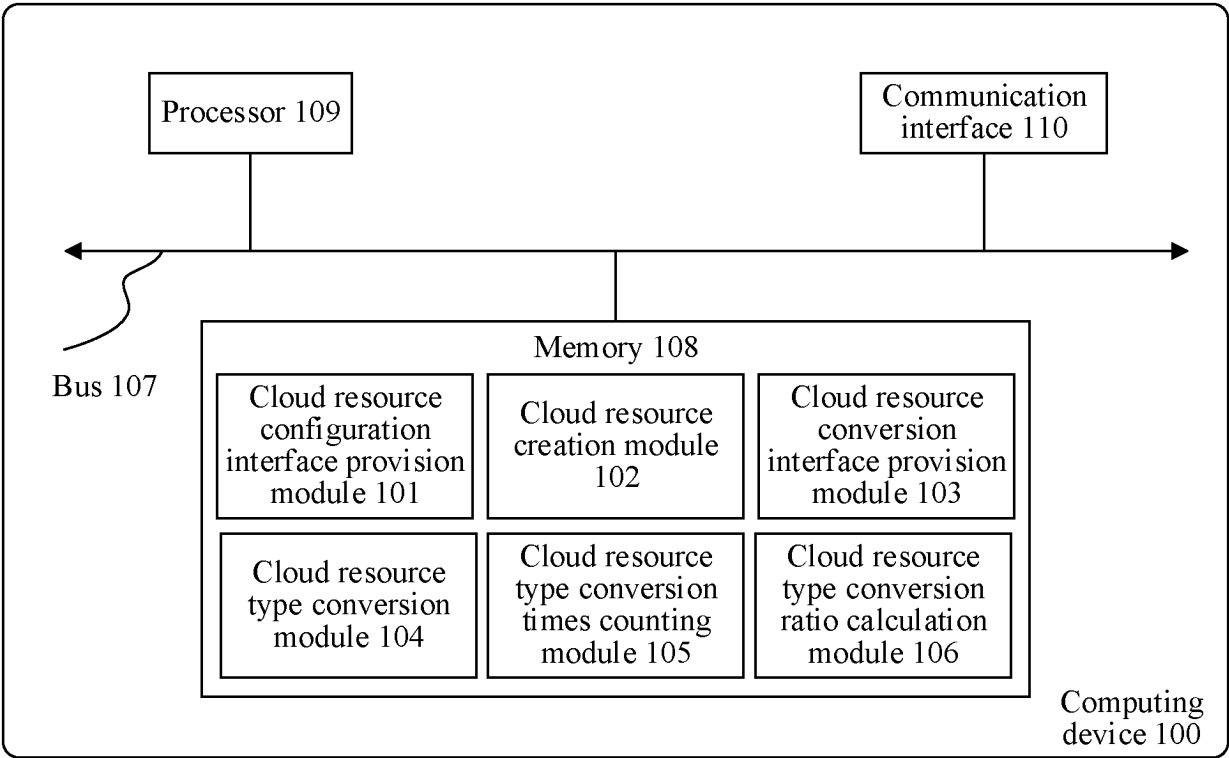 Processor 109
Communication
interface 110
Bus 107
Memory 108
Cloud resource
configuration
interface provision
module 101
Cloud resource
creation module
102
Cloud resource
conversion
interface provision
module 103
Cloud resource
type conversion
module 104
Cloud resource
type conversion
times counting
module 105
Cloud resource
type conversion
ratio calculation
module 106
Computing
device 100